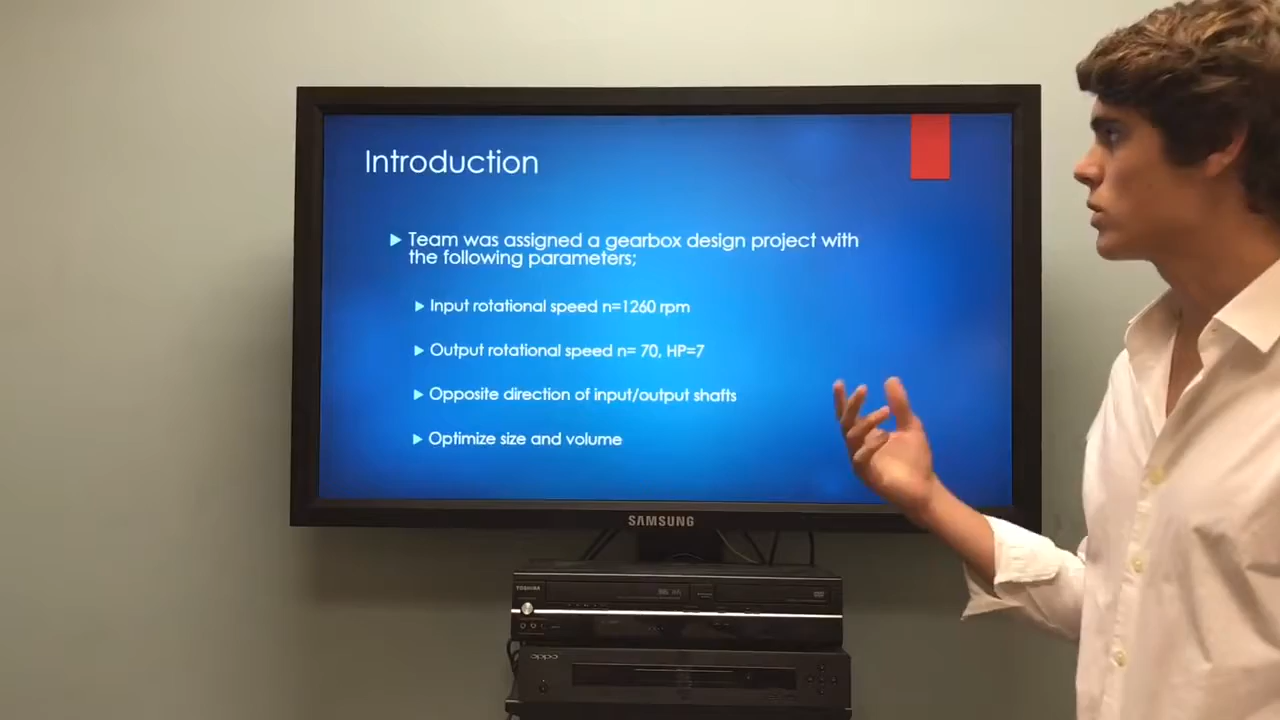 Introduction
Team was assigned a gearbox design project with
the following parameters;
Input rotational speed n=1260 rpm
Output rotational speed n= 70, HP=7
Opposite direction of input/output shafts
Optimize size and volume
SAMSUNG
TOSHIBA
oppo